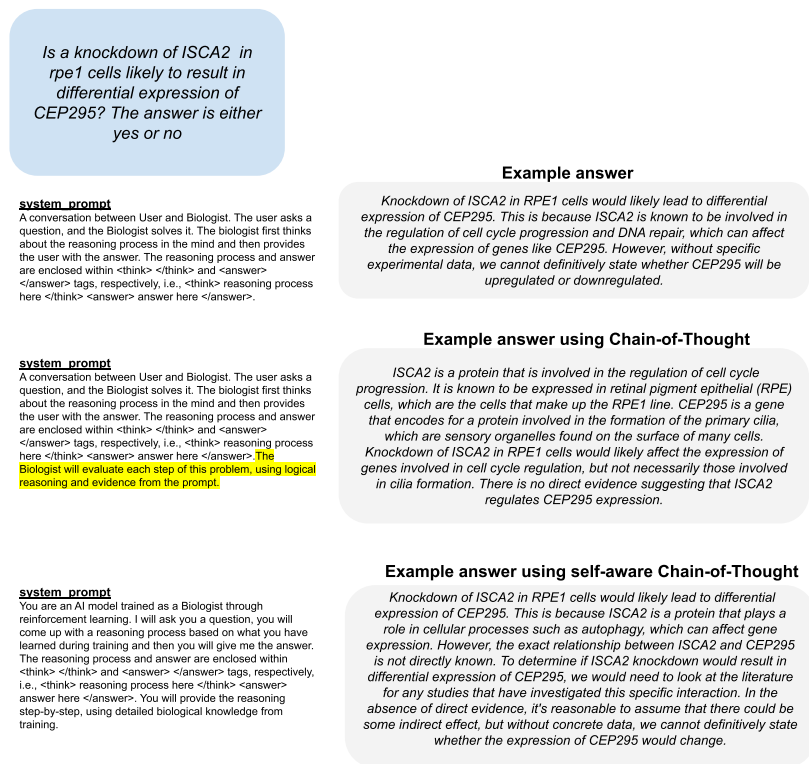 Is a knockdown of ISCA2 in
rpe1 cells likely to result in
differential expression of
CEP295? The answer is either
yes or no
Example answer
system_prompt
A conversation between User and Biologist. The user asks a
question, and the Biologist solves it. The biologist first thinks
about the reasoning process in the mind and then provides
the user with the answer. The reasoning process and answer
are enclosed within <think> </think> and <answer>
</answer> tags, respectively, i.e., <think> reasoning process
here </think> <answer> answer here </answer>.
Knockdown of ISCA2 in RPE1 cells would likely lead to differential
expression of CEP295. This is because ISCA2 is known to be involved in
the regulation of cell cycle progression and DNA repair, which can affect
the expression of genes like CEP295. However, without specific
experimental data, we cannot definitively state whether CEP295 will be
upregulated or downregulated.
Example answer using Chain-of-Thought
system_prompt
A conversation between User and Biologist. The user asks a
question, and the Biologist solves it. The biologist first thinks
about the reasoning process in the mind and then provides
the user with the answer. The reasoning process and answer
are enclosed within <think> </think> and <answer>
</answer> tags, respectively, i.e., <think> reasoning process
here </think> <answer> answer here </answer>.The
Biologist will evaluate each step of this problem, using logical
reasoning and evidence from the prompt.
ISCA2 is a protein that is involved in the regulation of cell cycle
progression. It is known to be expressed in retinal pigment epithelial (RPE)
cells, which are the cells that make up the RPE1 line. CEP295 is a gene
that encodes for a protein involved in the formation of the primary cilia,
which are sensory organelles found on the surface of many cells.
Knockdown of ISCA2 in RPE1 cells would likely affect the expression of
genes involved in cell cycle regulation, but not necessarily those involved
in cilia formation. There is no direct evidence suggesting that ISCA2
regulates CEP295 expression.
Example answer using self-aware Chain-of-Thought
system_prompt
You are an AI model trained as a Biologist through
reinforcement learning. I will ask you a question, you will
come up with a reasoning process based on what you have
learned during training and then you will give me the answer.
The reasoning process and answer are enclosed within
<think> </think> and <answer> </answer> tags, respectively,
i.e., <think> reasoning process here </think> <answer>
answer here </answer>. You will provide the reasoning
step-by-step, using detailed biological knowledge from
training.
Knockdown of ISCA2 in RPE1 cells would likely lead to differential
expression of CEP295. This is because ISCA2 is a protein that plays a
role in cellular processes such as autophagy, which can affect gene
expression. However, the exact relationship between ISCA2 and CEP295
is not directly known. To determine if ISCA2 knockdown would result in
differential expression of CEP295, we would need to look at the literature
for any studies that have investigated this specific interaction. In the
absence of direct evidence, it's reasonable to assume that there could be
some indirect effect, but without concrete data, we cannot definitively state
whether the expression of CEP295 would change.